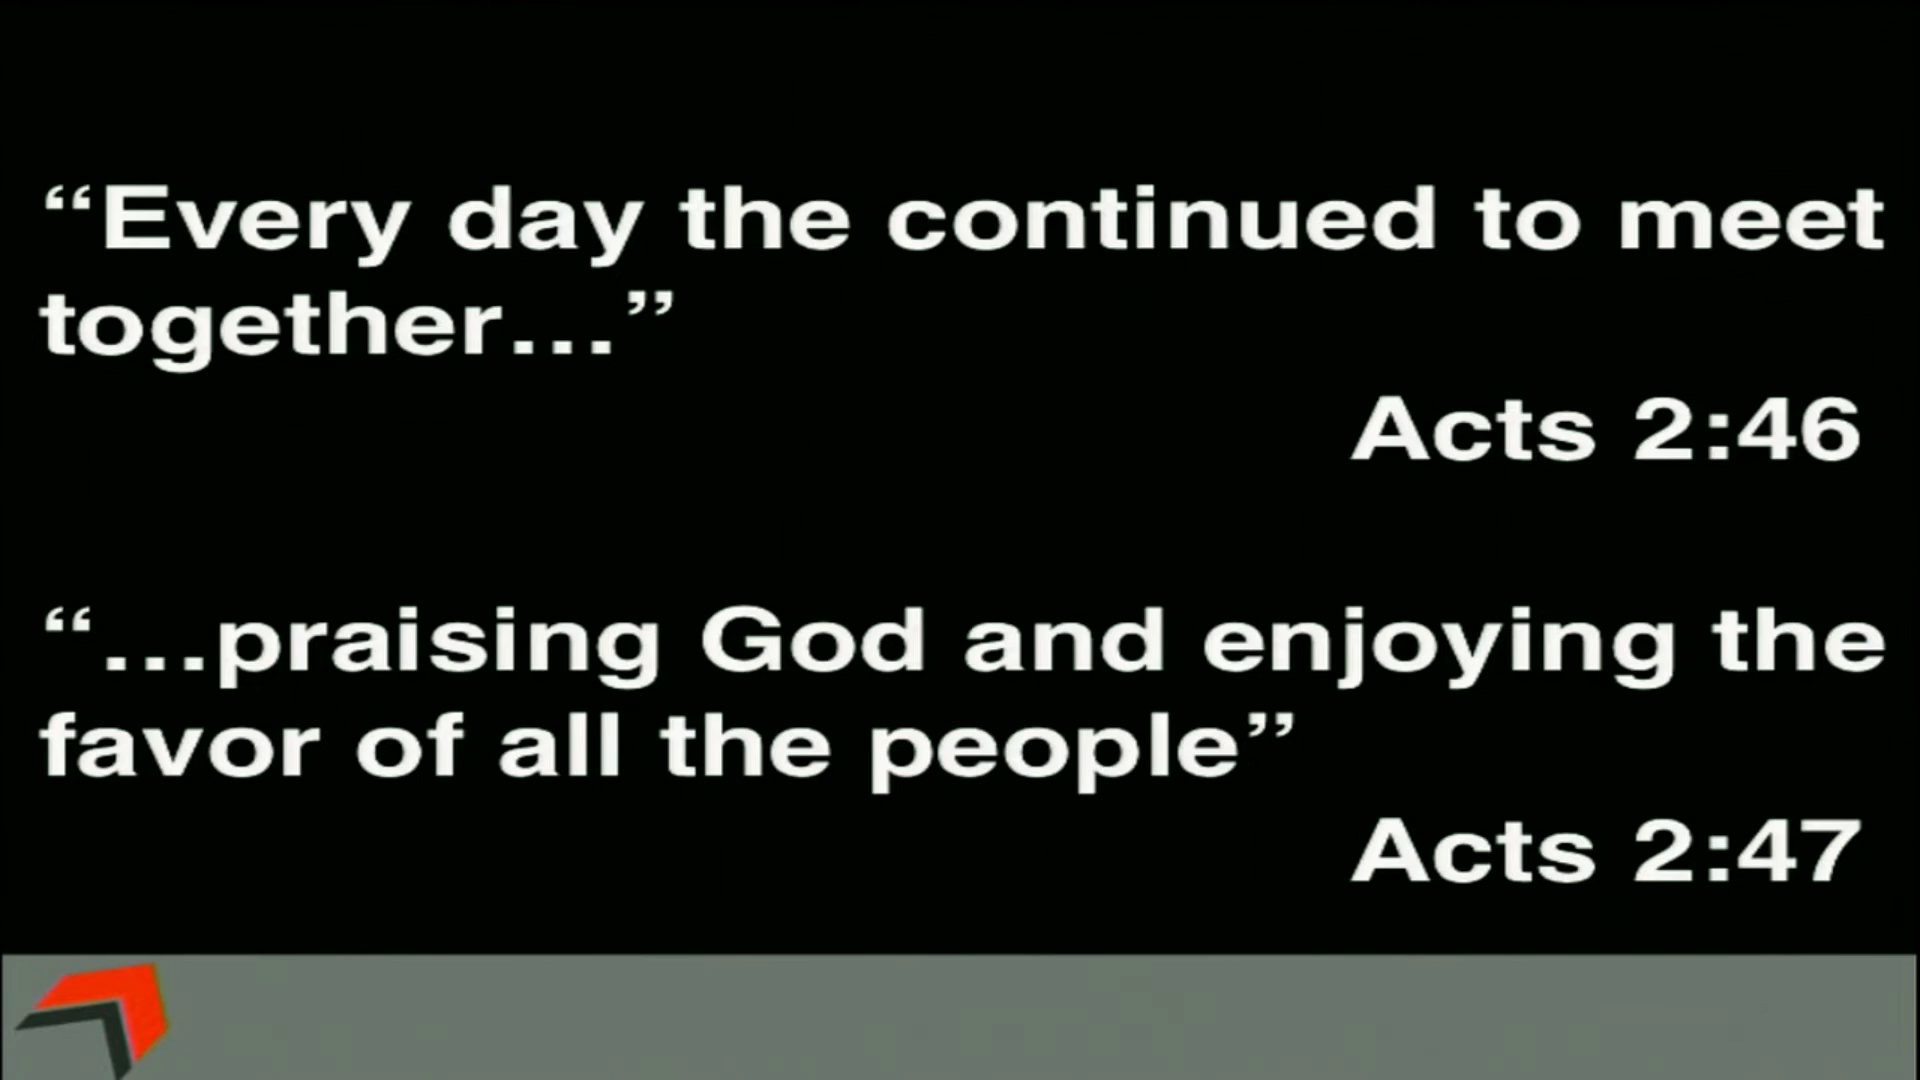 “Every day the continued to meet
together...”
Acts 2:46
“...praising God and enjoying the
favor of all the people”
Acts 2:47